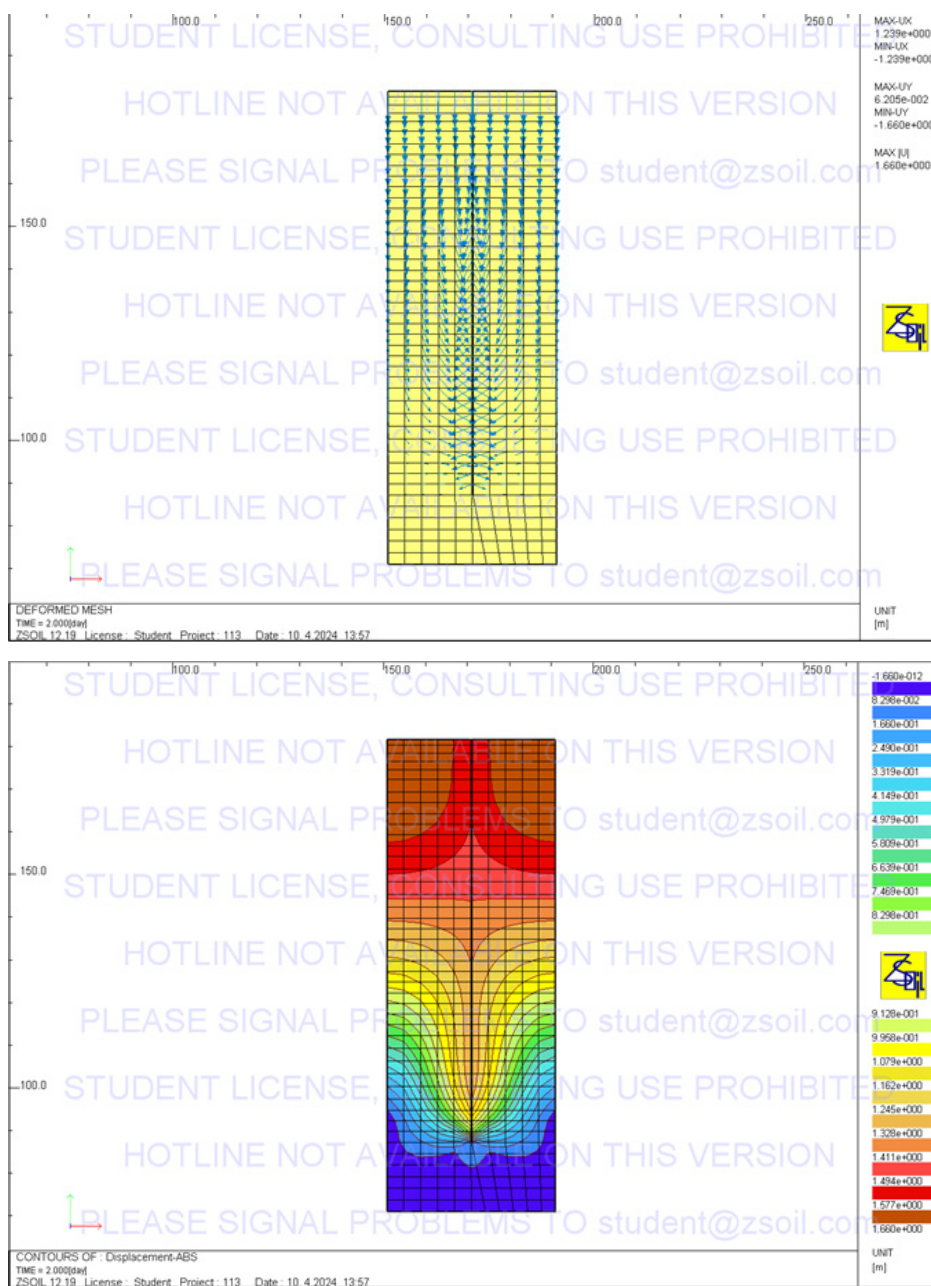 100.0 150.0 200.0 250.0
MAX-UX
1.239e+000
MIN-UX
-1.239e+000
MAX-UY
6.205e-002
MIN-UY
-1.660e+000
MAX |U|
1.660e+000
STUDENT LICENSE, CONSULTING USE PROHIBITED
HOTLINE NOT AVAILABLE ON THIS VERSION
PLEASE SIGNAL PROBLEMS TO student@zsoil.com
150.0
STUDENT LICENSE, CONSULTING USE PROHIBITED
HOTLINE NOT AVAILABLE ON THIS VERSION
ZSoil
PLEASE SIGNAL PROBLEMS TO student@zsoil.com
100.0
STUDENT LICENSE, CONSULTING USE PROHIBITED
HOTLINE NOT AVAILABLE ON THIS VERSION
PLEASE SIGNAL PROBLEMS TO student@zsoil.com
DEFORMED MESH
TIME = 2.000[day]
ZSOIL 12.19 License : Student Project : 113 Date : 10. 4.2024 13:57
UNIT
[m]
100.0 150.0 200.0 250.0
STUDENT LICENSE, CONSULTING USE PROHIBITED
HOTLINE NOT AVAILABLE ON THIS VERSION
PLEASE SIGNAL PROBLEMS TO student@zsoil.com
150.0
STUDENT LICENSE, CONSULTING USE PROHIBITED
HOTLINE NOT AVAILABLE ON THIS VERSION
PLEASE SIGNAL PROBLEMS TO student@zsoil.com
100.0
STUDENT LICENSE, CONSULTING USE PROHIBITED
HOTLINE NOT AVAILABLE ON THIS VERSION
PLEASE SIGNAL PROBLEMS TO student@zsoil.com
-1.660e-012
8.298e-002
1.660e-001
2.490e-001
3.319e-001
4.149e-001
4.979e-001
5.809e-001
6.639e-001
7.469e-001
8.298e-001
ZSoil
9.128e-001
9.958e-001
1.079e+000
1.162e+000
1.245e+000
1.328e+000
1.411e+000
1.494e+000
1.577e+000
1.660e+000
CONTOURS OF : Displacement-ABS
TIME = 2.000[day]
ZSOIL 12.19 License : Student Project : 113 Date : 10. 4.2024 13:57
UNIT
[m]